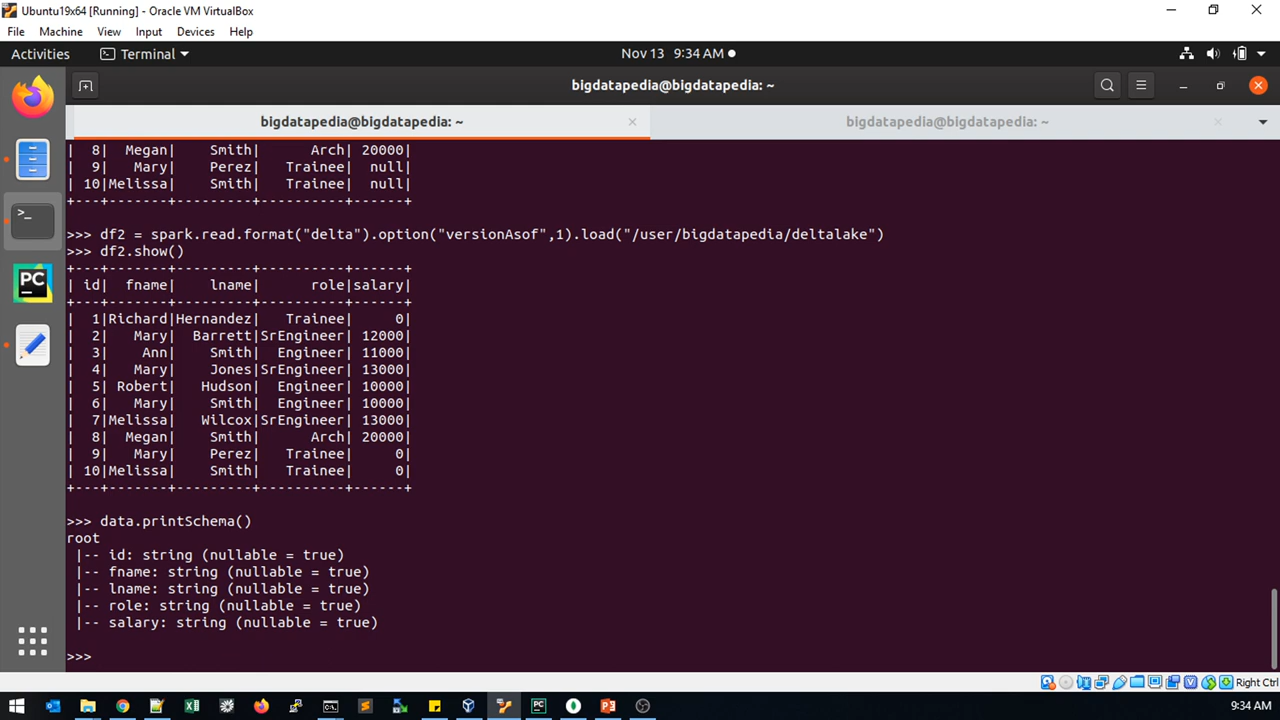 Ubuntu19x64 [Running] - Oracle VM VirtualBox
File Machine View Input Devices Help
Activities Terminal Nov 13 9:34 AM
bigdatapedia@bigdatapedia: ~
bigdatapedia@bigdatapedia: ~ bigdatapedia@bigdatapedia: ~
| 8| Megan| Smith| Arch| 20000|
| 9| Mary| Perez| Trainee| null|
| 10|Melissa| Smith| Trainee| null|
+---+-------+---------+----------+------+
>>> df2 = spark.read.format("delta").option("versionAsof",1).load("/user/bigdatapedia/deltalake")
>>> df2.show()
+---+-------+---------+----------+------+
| id| fname| lname| role|salary|
+---+-------+---------+----------+------+
| 1|Richard|Hernandez| Trainee| 0|
| 2| Mary| Barrett|SrEngineer| 12000|
| 3| Ann| Smith| Engineer| 11000|
| 4| Mary| Jones|SrEngineer| 13000|
| 5| Robert| Hudson| Engineer| 10000|
| 6| Mary| Smith| Engineer| 10000|
| 7|Melissa| Wilcox|SrEngineer| 13000|
| 8| Megan| Smith| Arch| 20000|
| 9| Mary| Perez| Trainee| 0|
| 10|Melissa| Smith| Trainee| 0|
+---+-------+---------+----------+------+
>>> data.printSchema()
root
|-- id: string (nullable = true)
|-- fname: string (nullable = true)
|-- lname: string (nullable = true)
|-- role: string (nullable = true)
|-- salary: string (nullable = true)
>>>
Right Ctrl
9:34 AM